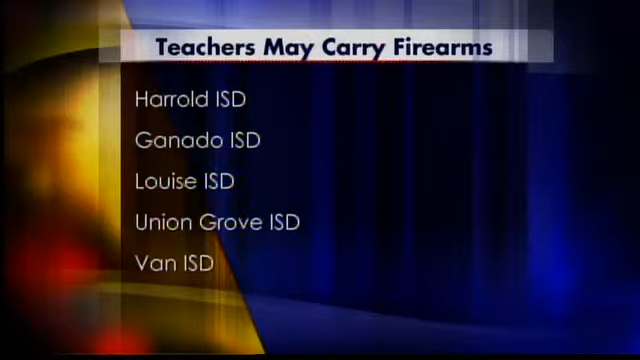 Teachers May Carry Firearms
Harrold ISD
Ganado ISD
Louise ISD
Union Grove ISD
Van ISD